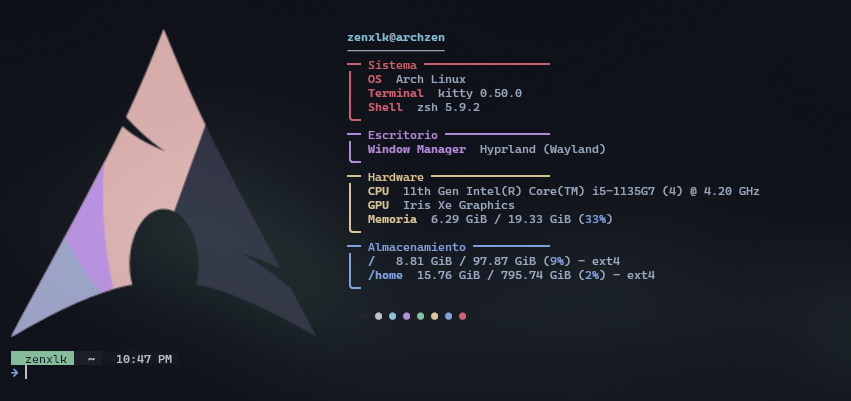 zenxlk@archzen
Sistema
OS Arch Linux
Terminal kitty 0.50.0
Shell zsh 5.9.2
Escritorio
Window Manager Hyprland (Wayland)
Hardware
CPU 11th Gen Intel(R) Core(TM) i5-1135G7 (4) @ 4.20 GHz
GPU Iris Xe Graphics
Memoria 6.29 GiB / 19.33 GiB (33%)
Almacenamiento
/ 8.81 GiB / 97.87 GiB (9%) - ext4
/home 15.76 GiB / 795.74 GiB (2%) - ext4
zenxlk ~ 10:47 PM
→